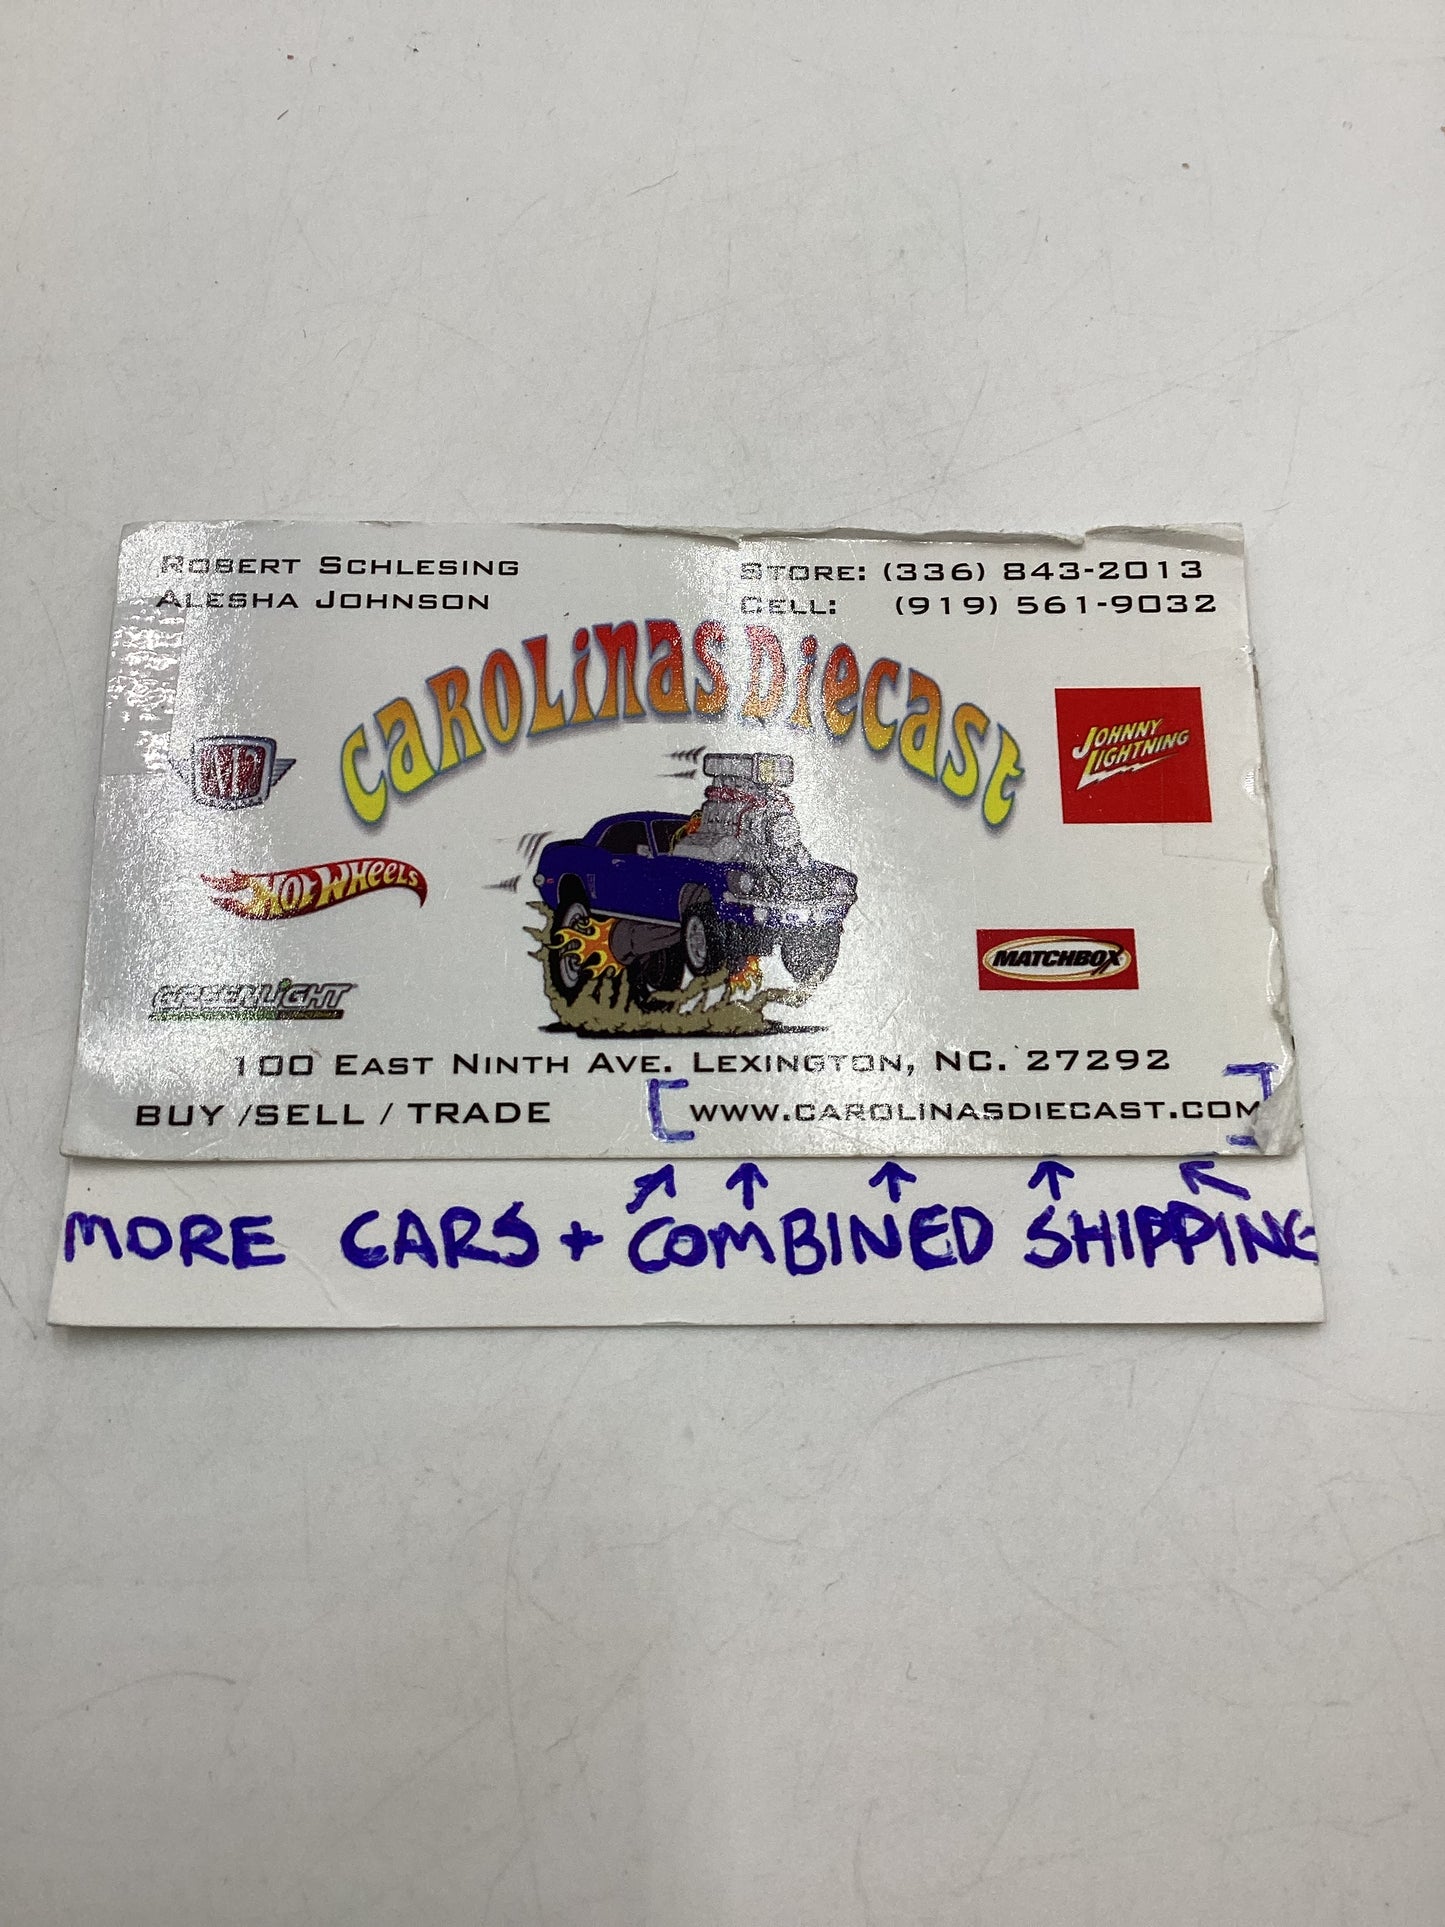 ROBERT SCHLESING
ALESHA JOHNSON
STORE: (336) 843-2013
CELL: (919) 561-9032
CAROLINAS DIECAST
M2
JOHNNY LIGHTNING
HOT WHEELS
MATCHBOX
GREENLIGHT
100 EAST NINTH AVE. LEXINGTON, NC. 27292
BUY /SELL / TRADE
[WWW.CAROLINASDIECAST.COM]
MORE CARS + COMBINED SHIPPING